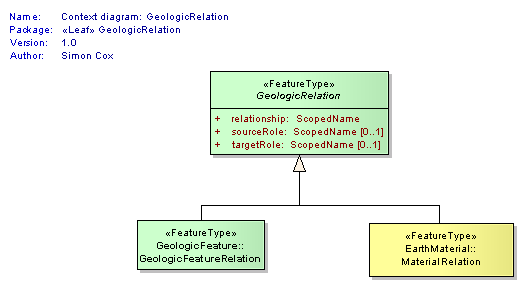 Name: Context diagram: GeologicRelation
Package: «Leaf» GeologicRelation
Version: 1.0
Author: Simon Cox
«FeatureType»
GeologicRelation
+ relationship: ScopedName
+ sourceRole: ScopedName [0..1]
+ targetRole: ScopedName [0..1]
«FeatureType»
GeologicFeature::
GeologicFeatureRelation
«FeatureType»
EarthMaterial::
MaterialRelation